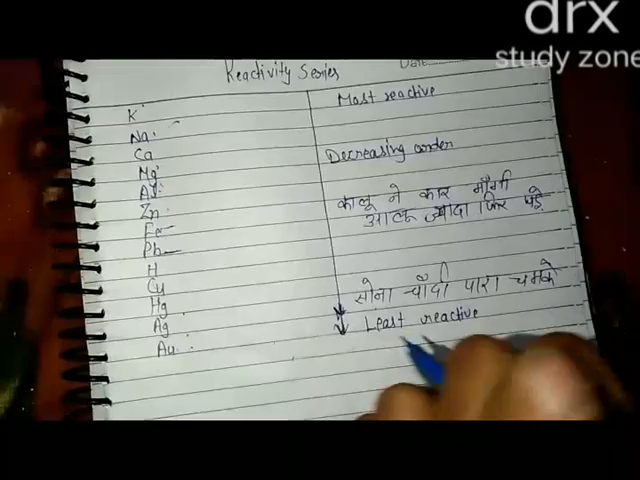 drx
study zone
Reactivity Series
Date
K
Most reactive
Na
Ca
Decreasing order
Mg
Al
कालू ने कार माँगी
Zn
आलू ज्यादा फिर पड़े
Fe
Pb
H
Cu
सोना चाँदी पारा चमके
Hg
Ag
Least reactive
Au